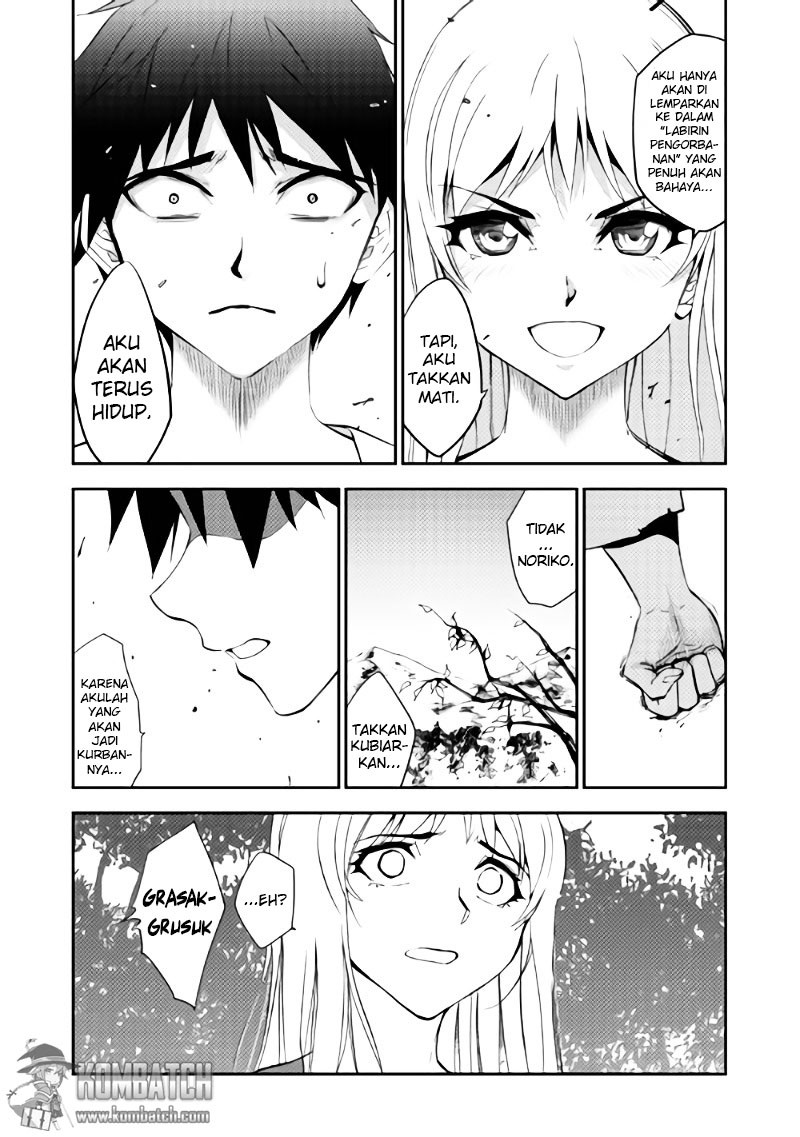 AKU HANYA
AKAN DI
LEMPARKAN
KE DALAM
"LABIRIN
PENGORBA-
NAN" YANG
PENUH AKAN
BAHAYA...
TAPI,
AKU
TAKKAN
MATI.
AKU
AKAN
TERUS
HIDUP.
TIDAK
...
NORIKO.
TAKKAN
KUBIAR-
KAN...
KARENA
AKULAH
YANG
AKAN
JADI
KURBAN-
NYA...
...EH?
GRASAK-
GRUSUK
KOMBATCH
www.kombatch.com